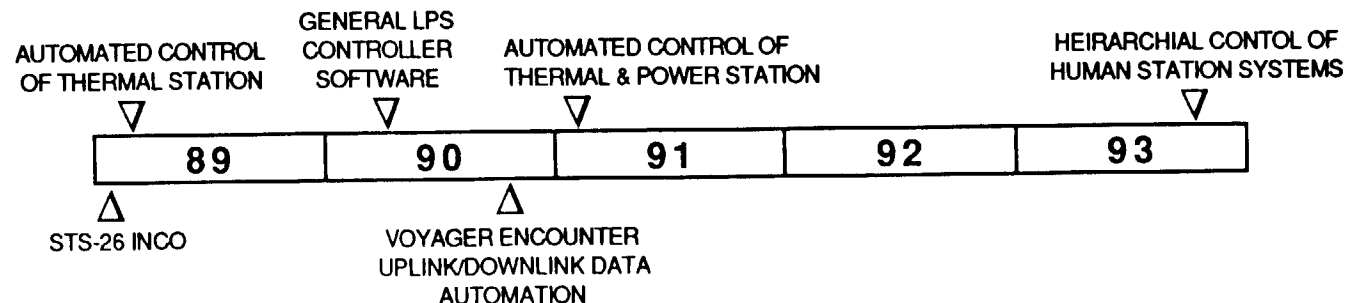 AUTOMATED CONTROL
OF THERMAL STATION
GENERAL LPS
CONTROLLER
SOFTWARE
AUTOMATED CONTROL OF
THERMAL & POWER STATION
HEIRARCHIAL CONTOL OF
HUMAN STATION SYSTEMS
89 90 91 92 93
STS-26 INCO
VOYAGER ENCOUNTER
UPLINK/DOWNLINK DATA
AUTOMATION